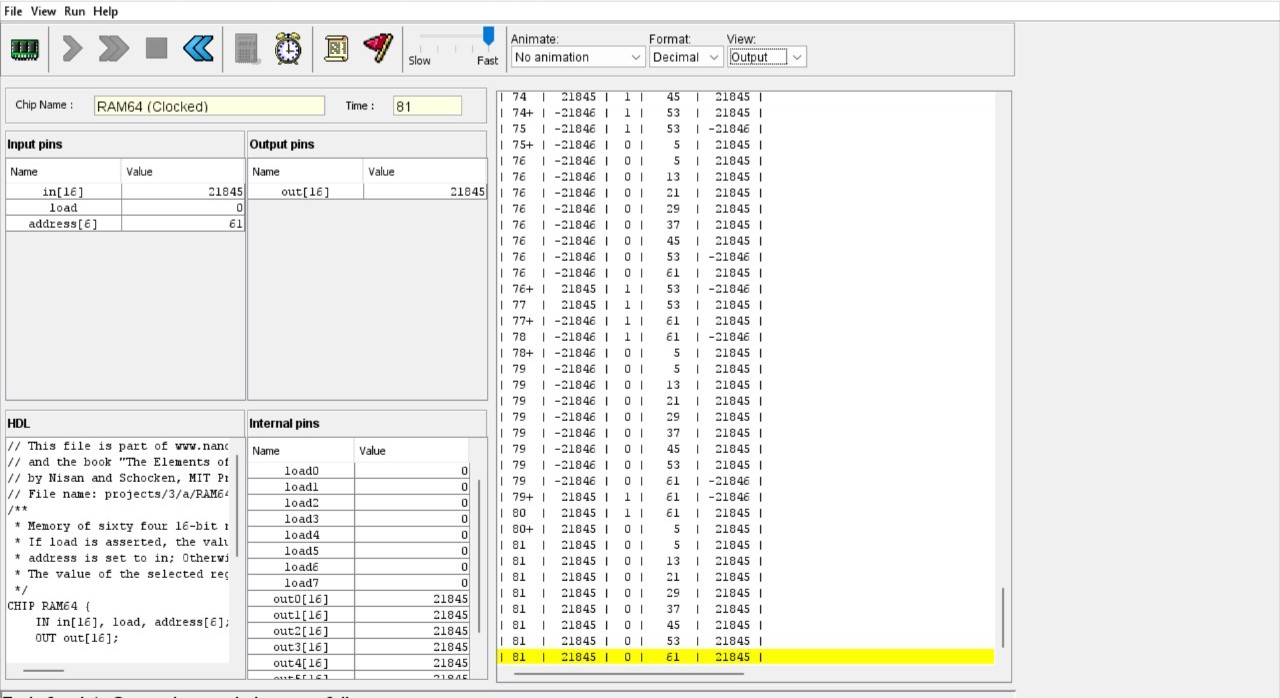 File View Run Help
Slow Fast
Animate: Format: View:
No animation Decimal Output
Chip Name : RAM64 (Clocked) Time : 81
Input pins
Name Value
in[16] 21845
load 0
address[6] 61
Output pins
Name Value
out[16] 21845
HDL
// This file is part of www.nand
// and the book "The Elements of
// by Nisan and Schocken, MIT Pr
// File name: projects/3/a/RAM64
/**
* Memory of sixty four 16-bit r
* If load is asserted, the valu
* address is set to in; Otherwi
* The value of the selected reg
*/
CHIP RAM64 {
IN in[16], load, address[6];
OUT out[16];
Internal pins
Name Value
load0 0
load1 0
load2 0
load3 0
load4 0
load5 0
load6 0
load7 0
out0[16] 21845
out1[16] 21845
out2[16] 21845
out3[16] 21845
out4[16] 21845
| 74 | 21845 | 1 | 45 | 21845 |
| 74+ | -21846 | 1 | 53 | 21845 |
| 75 | -21846 | 1 | 53 | -21846 |
| 75+ | -21846 | 0 | 5 | 21845 |
| 76 | -21846 | 0 | 5 | 21845 |
| 76 | -21846 | 0 | 13 | 21845 |
| 76 | -21846 | 0 | 21 | 21845 |
| 76 | -21846 | 0 | 29 | 21845 |
| 76 | -21846 | 0 | 37 | 21845 |
| 76 | -21846 | 0 | 45 | 21845 |
| 76 | -21846 | 0 | 53 | -21846 |
| 76 | -21846 | 0 | 61 | 21845 |
| 76+ | 21845 | 1 | 53 | -21846 |
| 77 | 21845 | 1 | 53 | 21845 |
| 77+ | -21846 | 1 | 61 | 21845 |
| 78 | -21846 | 1 | 61 | -21846 |
| 78+ | -21846 | 0 | 5 | 21845 |
| 79 | -21846 | 0 | 5 | 21845 |
| 79 | -21846 | 0 | 13 | 21845 |
| 79 | -21846 | 0 | 21 | 21845 |
| 79 | -21846 | 0 | 29 | 21845 |
| 79 | -21846 | 0 | 37 | 21845 |
| 79 | -21846 | 0 | 45 | 21845 |
| 79 | -21846 | 0 | 53 | 21845 |
| 79 | -21846 | 0 | 61 | -21846 |
| 79+ | 21845 | 1 | 61 | -21846 |
| 80 | 21845 | 1 | 61 | 21845 |
| 80+ | 21845 | 0 | 5 | 21845 |
| 81 | 21845 | 0 | 5 | 21845 |
| 81 | 21845 | 0 | 13 | 21845 |
| 81 | 21845 | 0 | 21 | 21845 |
| 81 | 21845 | 0 | 29 | 21845 |
| 81 | 21845 | 0 | 37 | 21845 |
| 81 | 21845 | 0 | 45 | 21845 |
| 81 | 21845 | 0 | 53 | 21845 |
| 81 | 21845 | 0 | 61 | 21845 |